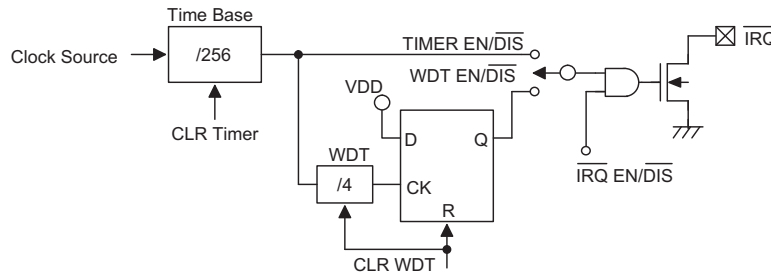 Time Base
Clock Source
/256
TIMER EN/DIS
IRQ
WDT EN/DIS
VDD
CLR Timer
D
Q
WDT
IRQ EN/DIS
/4
CK
R
CLR WDT